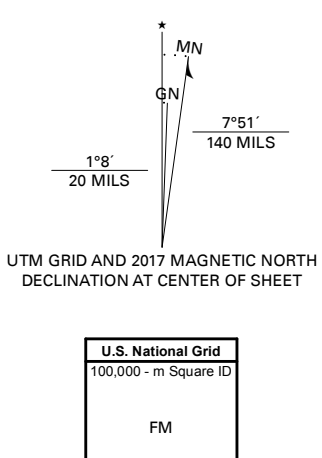 ★
MN
GN
7°51´
140 MILS
1°8´
20 MILS
UTM GRID AND 2017 MAGNETIC NORTH
DECLINATION AT CENTER OF SHEET
U.S. National Grid
100,000 - m Square ID
FM